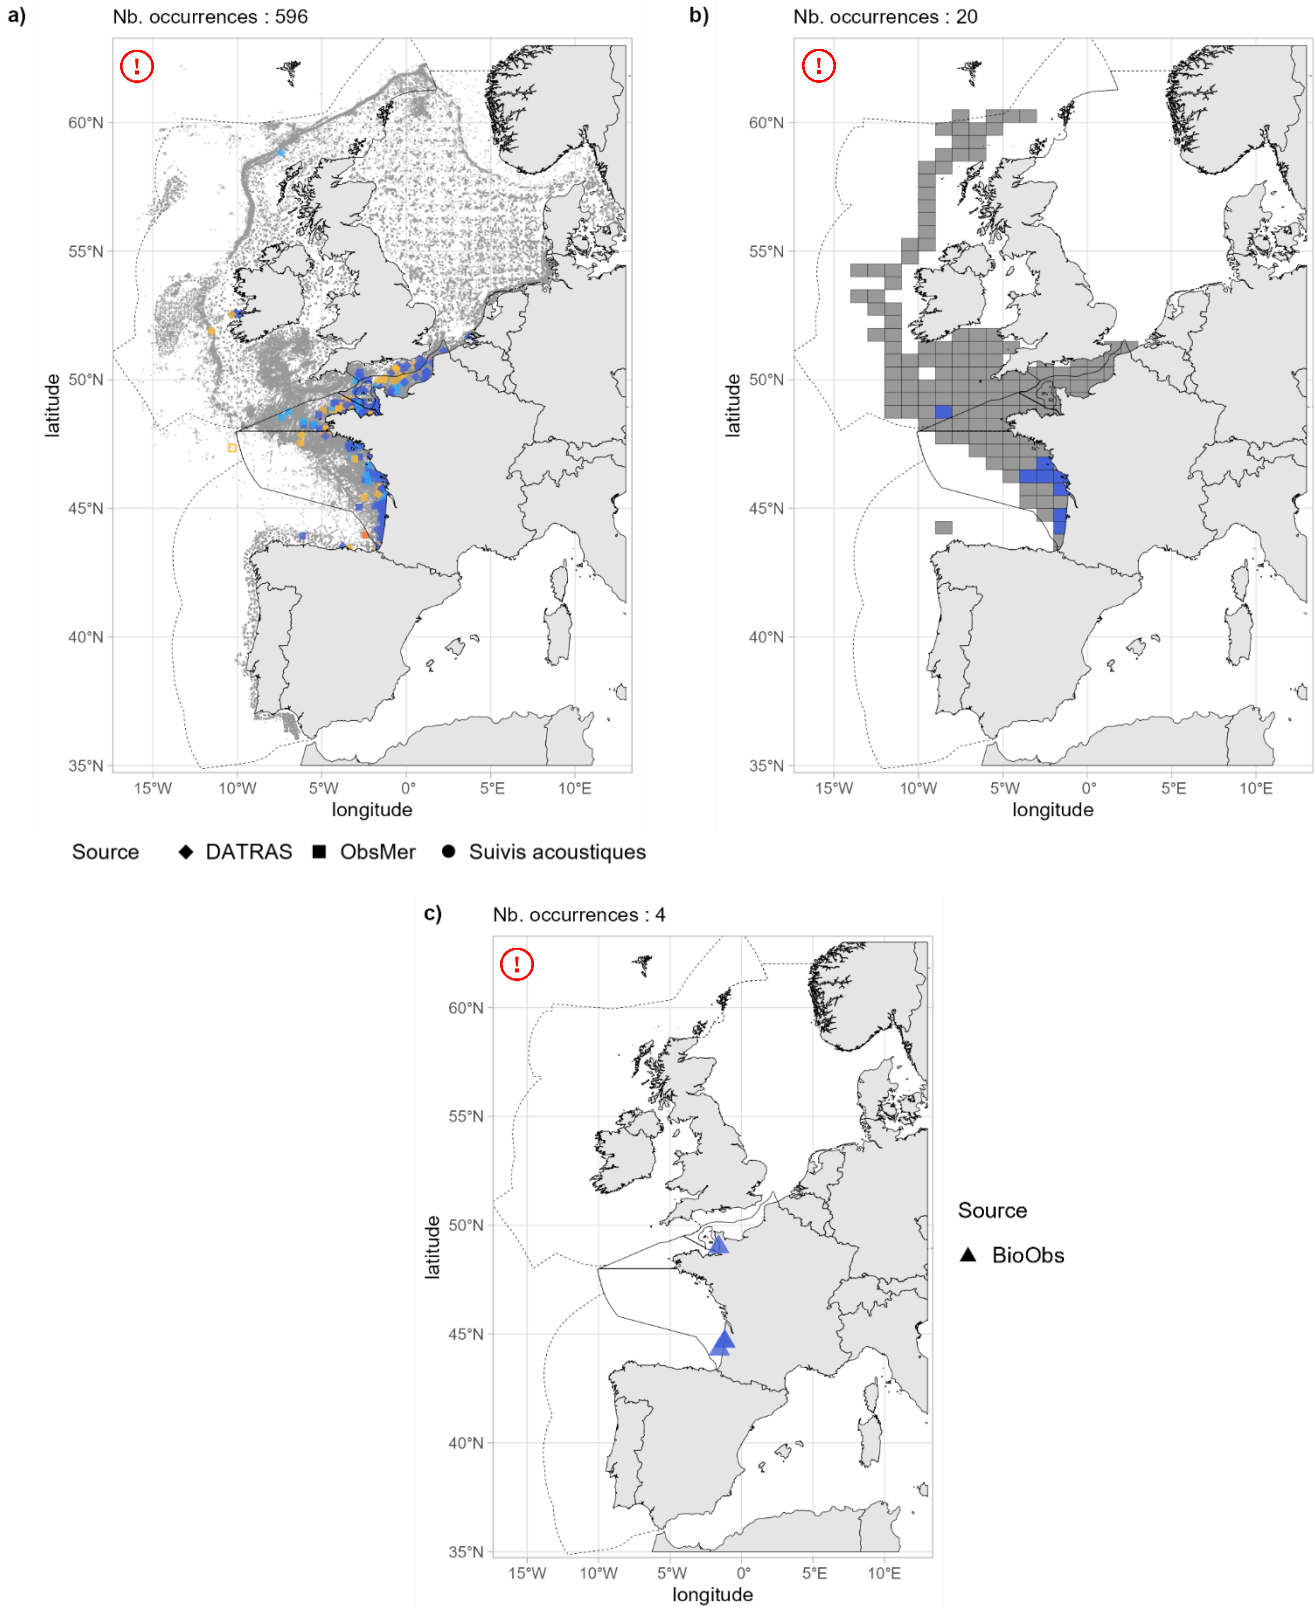 a) Nb. occurrences : 596
!
60°N
55°N
50°N
45°N
40°N
35°N
latitude
15°W 10°W 5°W 0° 5°E 10°E
longitude
Source DATRAS ObsMer Suivis acoustiques
b) Nb. occurrences : 20
!
60°N
55°N
50°N
45°N
40°N
35°N
latitude
15°W 10°W 5°W 0° 5°E 10°E
longitude
c) Nb. occurrences : 4
!
60°N
55°N
50°N
45°N
40°N
35°N
latitude
15°W 10°W 5°W 0° 5°E 10°E
longitude
Source
BioObs